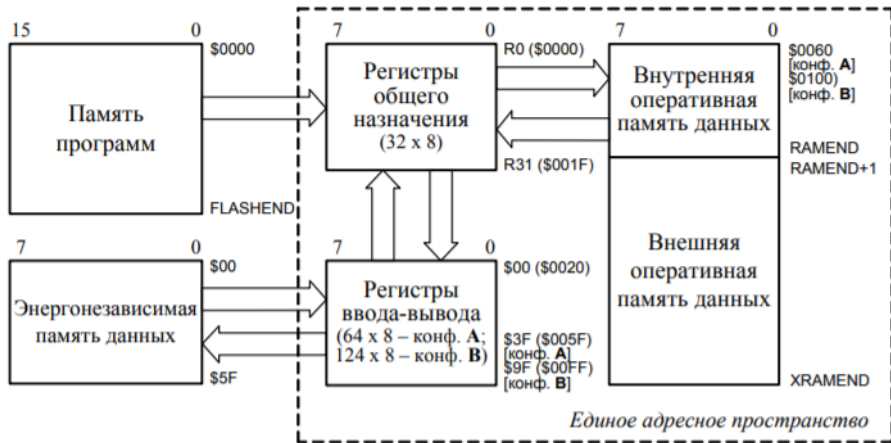 15 0
$0000
Память
программ
FLASHEND
7 0
R0 ($0000)
Регистры
общего
назначения
(32 x 8)
R31 ($001F)
7 0
$0060
[конф. A]
$0100)
[конф. B]
Внутренняя
оперативная
память данных
RAMEND
RAMEND+1
Внешняя
оперативная
память данных
XRAMEND
7 0
$00
Энергонезависимая
память данных
$5F
7 0
$00 ($0020)
Регистры
ввода-вывода
(64 x 8 – конф. A;
124 x 8 – конф. B)
$3F ($005F)
[конф. A]
$9F ($00FF)
[конф. B]
Единое адресное пространство